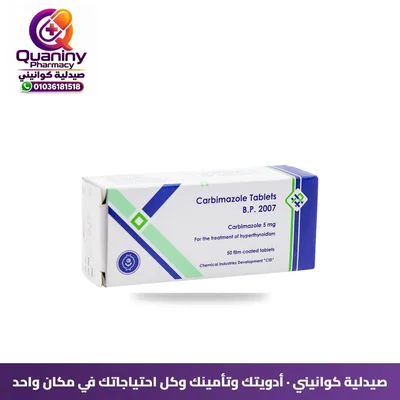 Quaniny
Pharmacy
صيدلية كوانيني
01036181518
Carbimazole Tablets
B.P. 2007
Carbimazole 5 mg
For the treatment of hyperthyroidism
50 film coated tablets
Chemical Industries Development "CID"
صيدلية كوانيني - أدويتك وتأمينك وكل احتياجاتك في مكان واحد